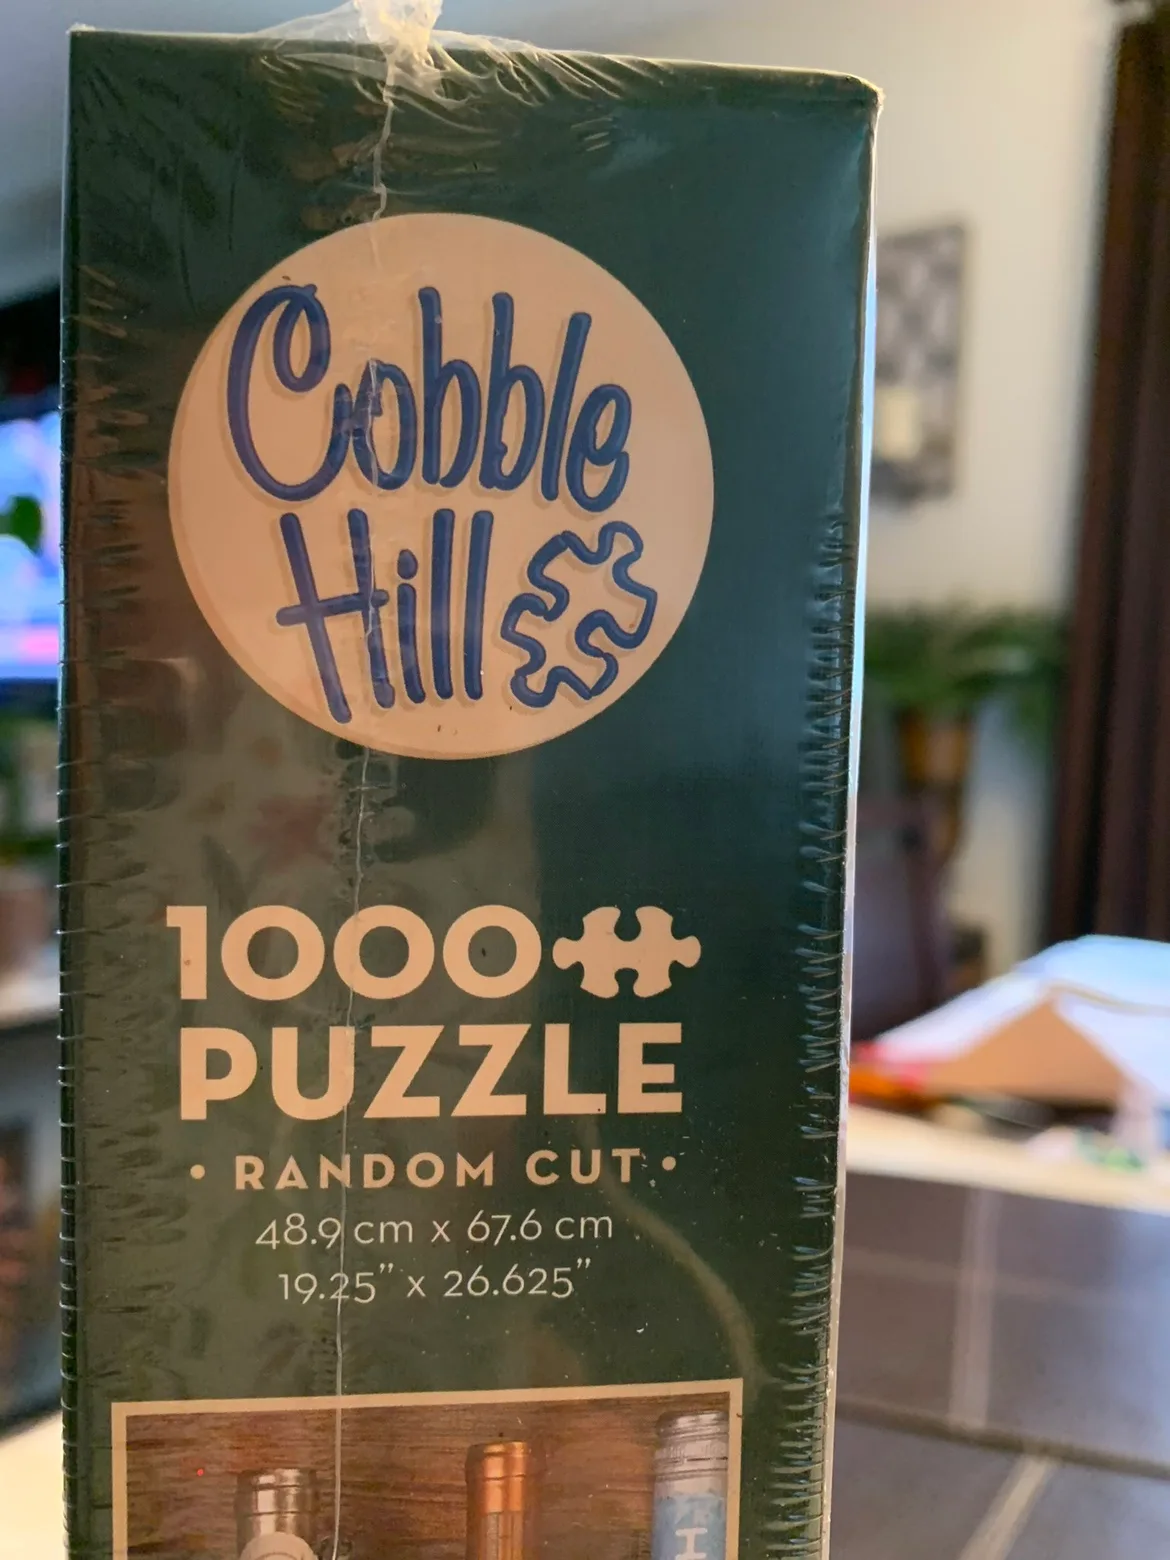 Cobble
Hill
1000
PUZZLE
• RANDOM CUT •
48.9 cm x 67.6 cm
19.25” x 26.625”
H